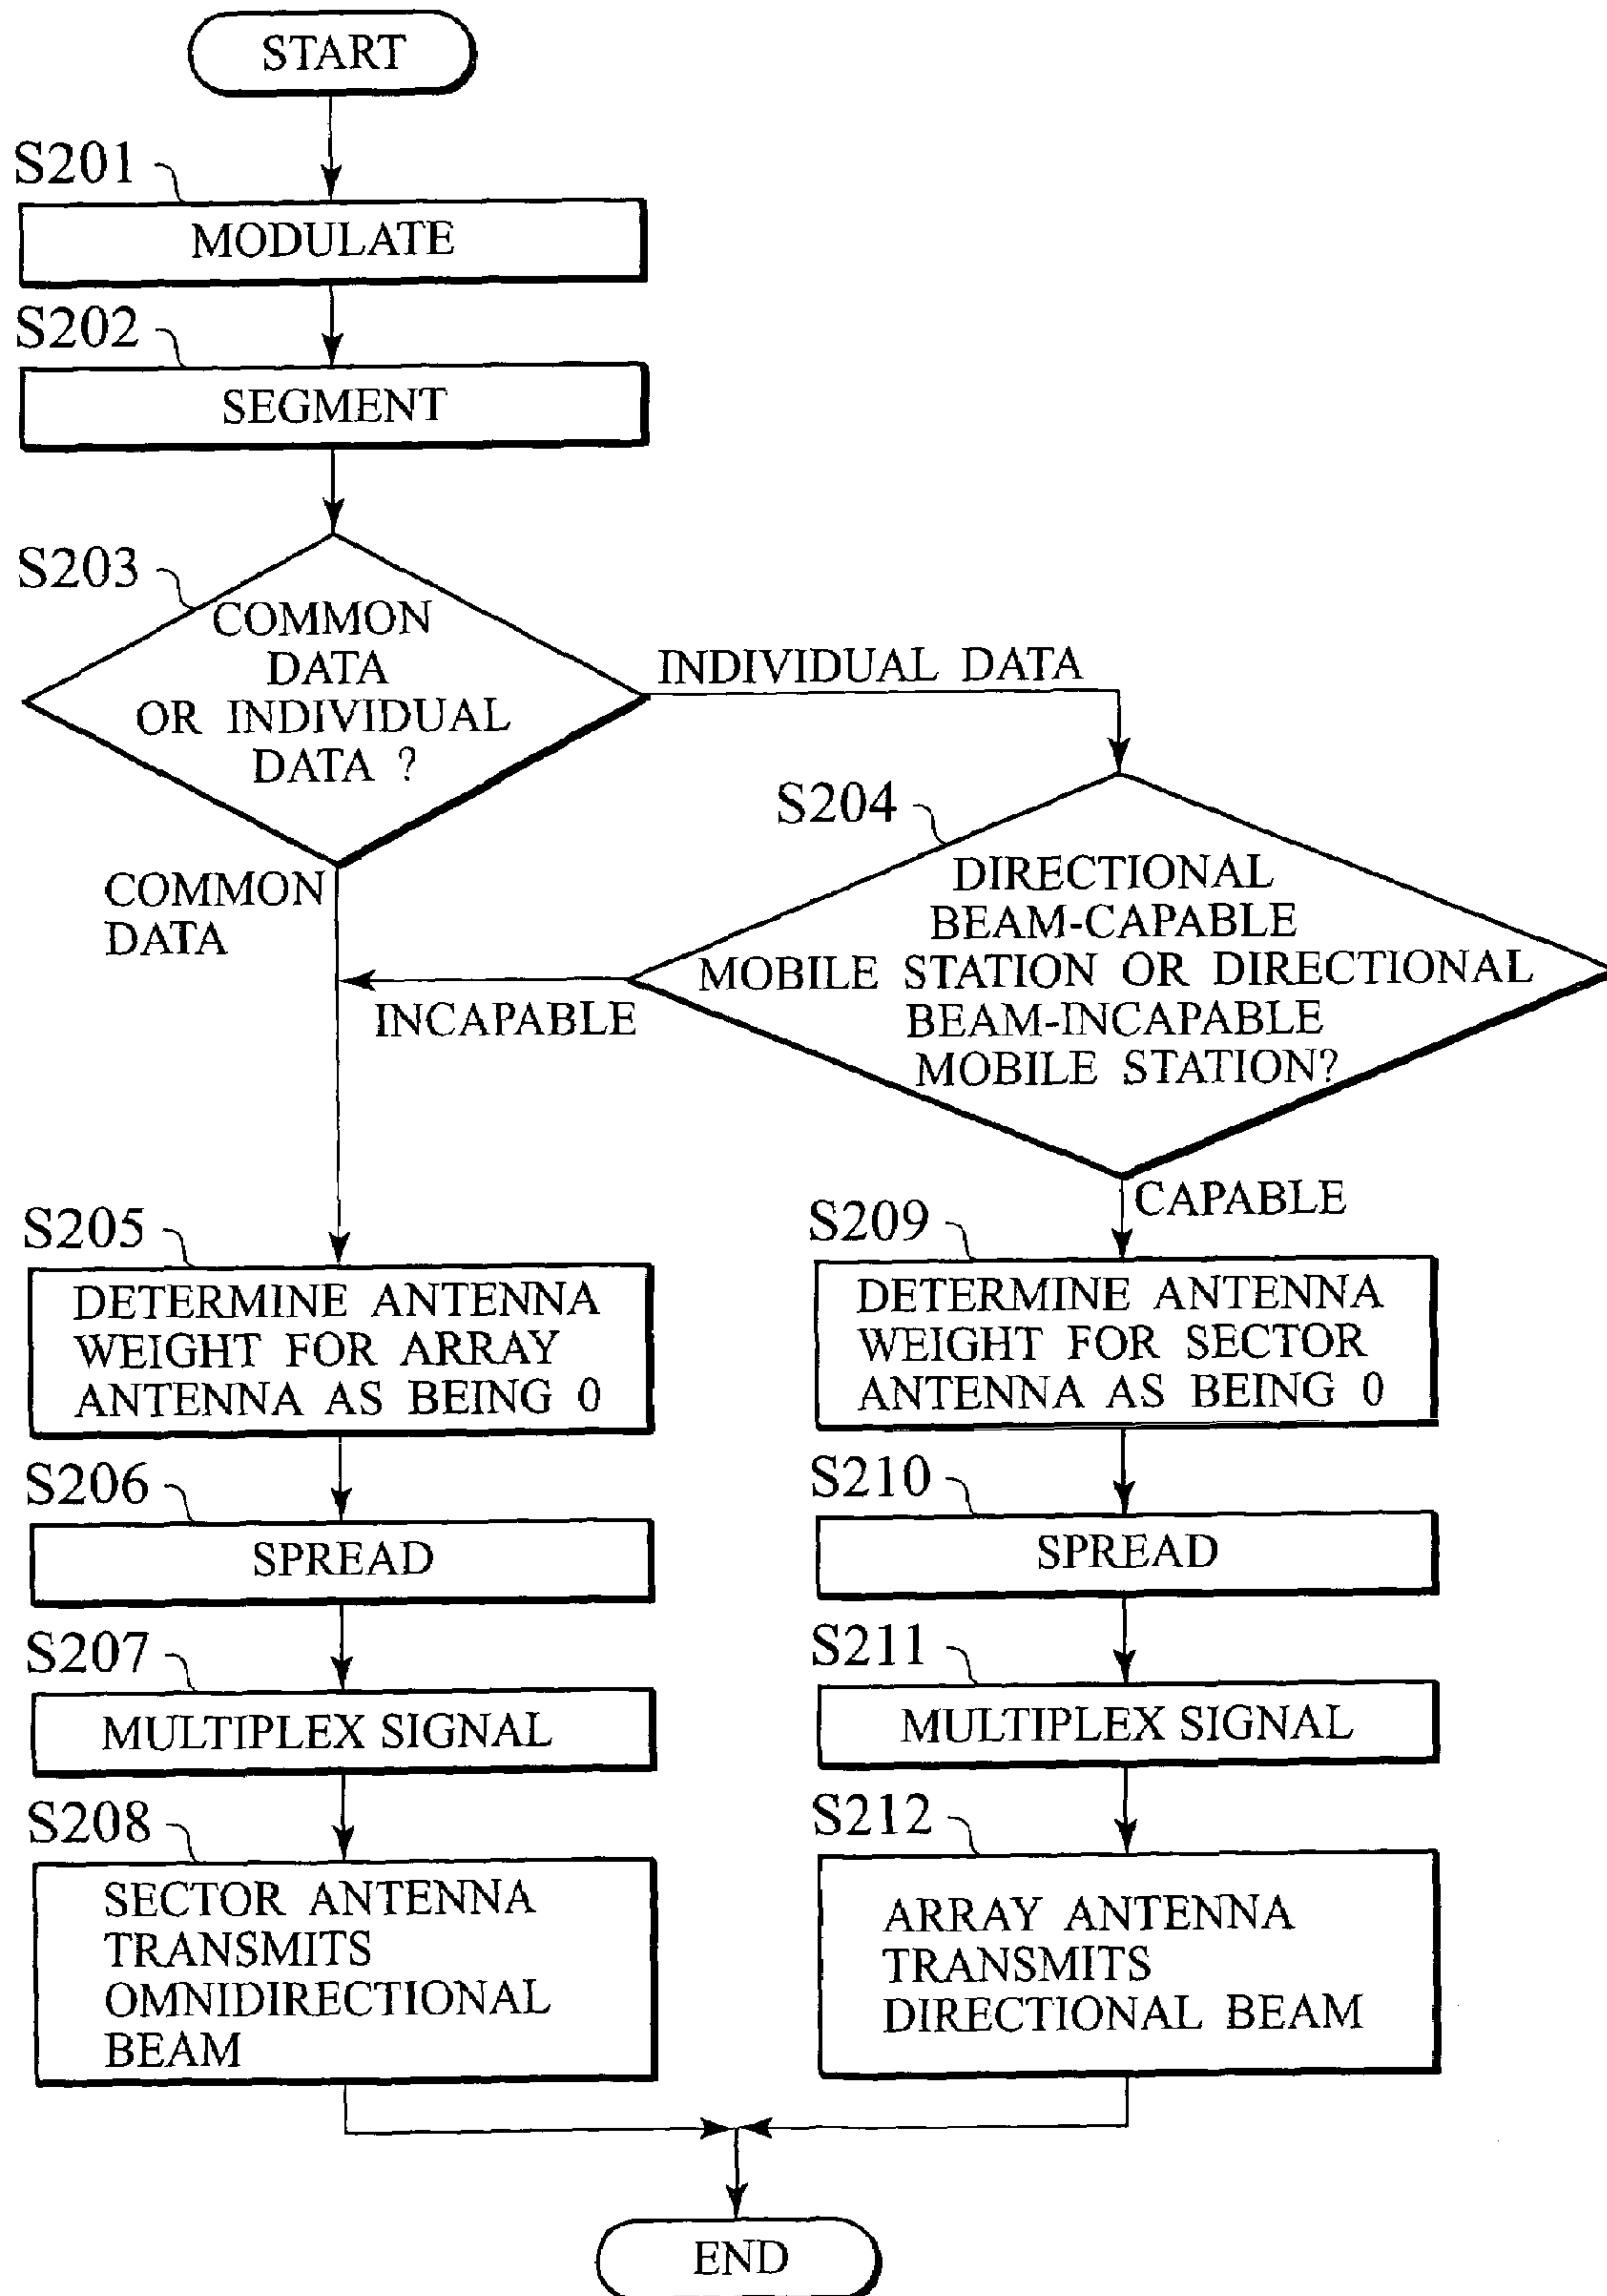 START
S201
MODULATE
S202
SEGMENT
S203
COMMON
DATA
OR INDIVIDUAL
DATA ?
INDIVIDUAL DATA
COMMON
DATA
S204
DIRECTIONAL
BEAM-CAPABLE
MOBILE STATION OR DIRECTIONAL
BEAM-INCAPABLE
MOBILE STATION?
INCAPABLE
CAPABLE
S205
DETERMINE ANTENNA
WEIGHT FOR ARRAY
ANTENNA AS BEING 0
S206
SPREAD
S207
MULTIPLEX SIGNAL
S208
SECTOR ANTENNA
TRANSMITS
OMNIDIRECTIONAL
BEAM
S209
DETERMINE ANTENNA
WEIGHT FOR SECTOR
ANTENNA AS BEING 0
S210
SPREAD
S211
MULTIPLEX SIGNAL
S212
ARRAY ANTENNA
TRANSMITS
DIRECTIONAL BEAM
END